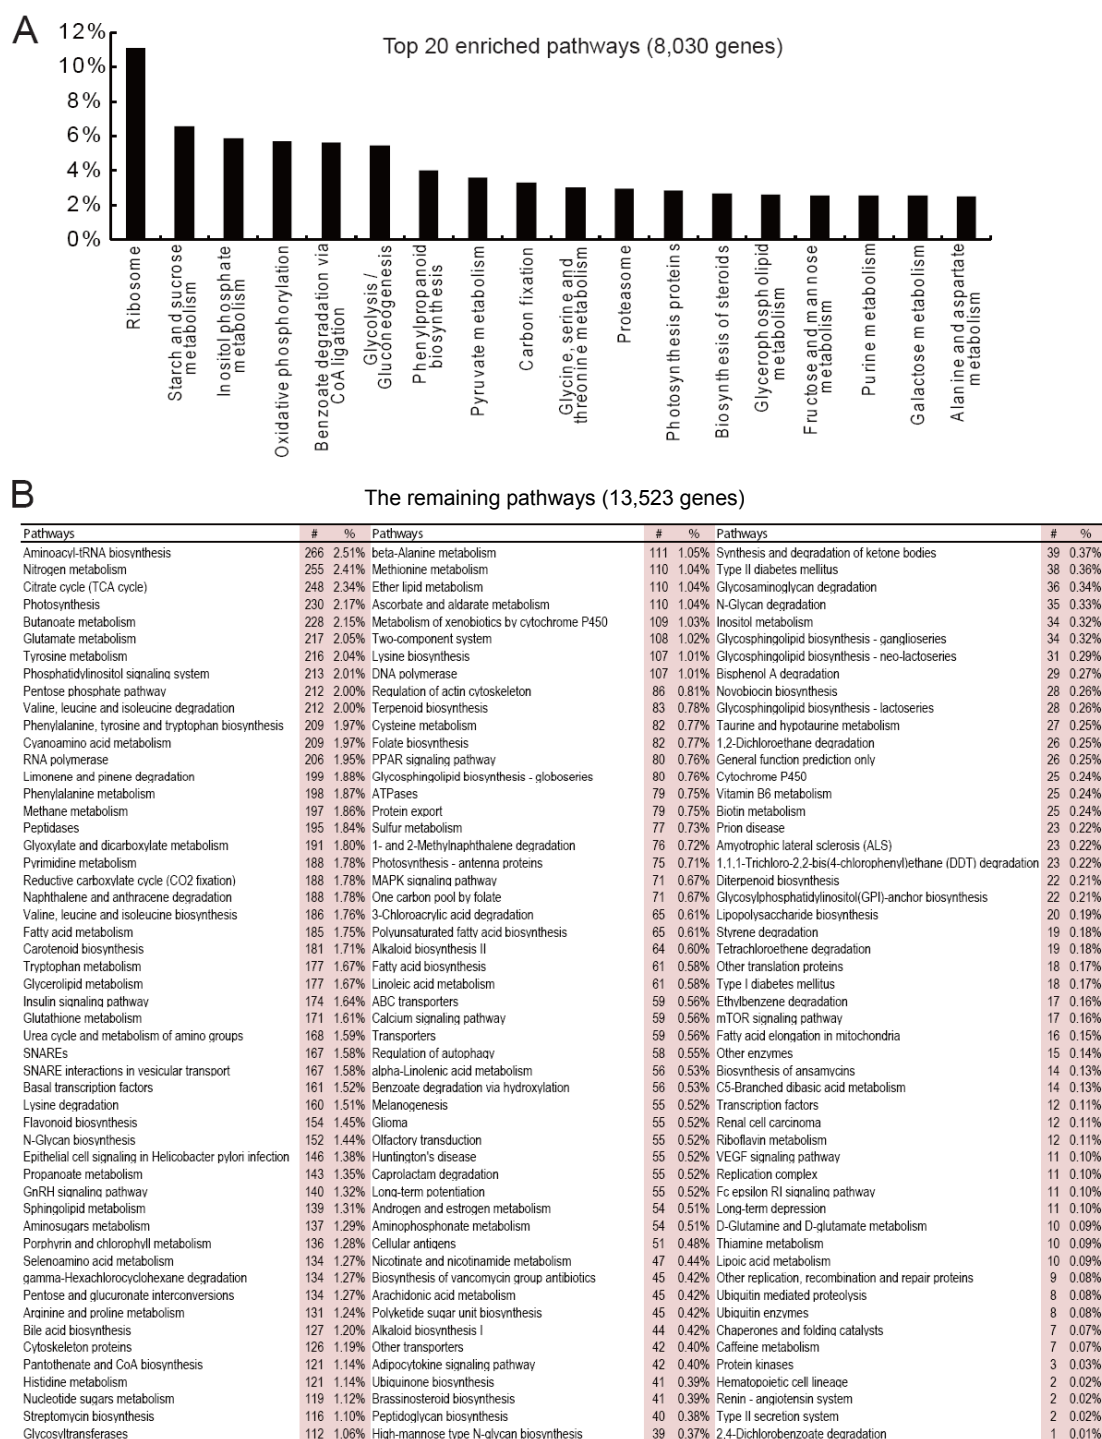 A
Top 20 enriched pathways (8,030 genes)
12%
10%
8%
6%
4%
2%
0%
Ribosome
Starch and sucrose
metabolism
Inositol phosphate
metabolism
Oxidative phosphorylation
Benzoate degradation via
CoA ligation
Glycolysis /
Gluconeogenesis
Phenylpropanoid
biosynthesis
Pyruvate metabolism
Carbon fixation
Glycine, serine and
threonine metabolism
Proteasome
Photosynthesis proteins
Biosynthesis of steroids
Glycerophospholipid
metabolism
Fructose and mannose
metabolism
Purine metabolism
Galactose metabolism
Alanine and aspartate
metabolism
B
The remaining pathways (13,523 genes)
Pathways # % Pathways # % Pathways # %
Aminoacyl-tRNA biosynthesis 266 2.51% beta-Alanine metabolism 111 1.05% Synthesis and degradation of ketone bodies 39 0.37%
Nitrogen metabolism 255 2.41% Methionine metabolism 110 1.04% Type II diabetes mellitus 38 0.36%
Citrate cycle (TCA cycle) 248 2.34% Ether lipid metabolism 110 1.04% Glycosaminoglycan degradation 36 0.34%
Photosynthesis 230 2.17% Ascorbate and aldarate metabolism 110 1.04% N-Glycan degradation 35 0.33%
Butanoate metabolism 228 2.15% Metabolism of xenobiotics by cytochrome P450 109 1.03% Inositol metabolism 34 0.32%
Glutamate metabolism 217 2.05% Two-component system 108 1.02% Glycosphingolipid biosynthesis - ganglioseries 34 0.32%
Tyrosine metabolism 216 2.04% Lysine biosynthesis 107 1.01% Glycosphingolipid biosynthesis - neo-lactoseries 31 0.29%
Phosphatidylinositol signaling system 213 2.01% DNA polymerase 107 1.01% Bisphenol A degradation 29 0.27%
Pentose phosphate pathway 212 2.00% Regulation of actin cytoskeleton 86 0.81% Novobiocin biosynthesis 28 0.26%
Valine, leucine and isoleucine degradation 212 2.00% Terpenoid biosynthesis 83 0.78% Glycosphingolipid biosynthesis - lactoseries 28 0.26%
Phenylalanine, tyrosine and tryptophan biosynthesis 209 1.97% Cysteine metabolism 82 0.77% Taurine and hypotaurine metabolism 27 0.25%
Cyanoamino acid metabolism 209 1.97% Folate biosynthesis 82 0.77% 1,2-Dichloroethane degradation 26 0.25%
RNA polymerase 206 1.95% PPAR signaling pathway 80 0.76% General function prediction only 26 0.25%
Limonene and pinene degradation 199 1.88% Glycosphingolipid biosynthesis - globoseries 80 0.76% Cytochrome P450 25 0.24%
Phenylalanine metabolism 198 1.87% ATPases 79 0.75% Vitamin B6 metabolism 25 0.24%
Methane metabolism 197 1.86% Protein export 79 0.75% Biotin metabolism 25 0.24%
Peptidases 195 1.84% Sulfur metabolism 77 0.73% Prion disease 23 0.22%
Glyoxylate and dicarboxylate metabolism 191 1.80% 1- and 2-Methylnaphthalene degradation 76 0.72% Amyotrophic lateral sclerosis (ALS) 23 0.22%
Pyrimidine metabolism 188 1.78% Photosynthesis - antenna proteins 75 0.71% 1,1,1-Trichloro-2,2-bis(4-chlorophenyl)ethane (DDT) degradation 23 0.22%
Reductive carboxylate cycle (CO2 fixation) 188 1.78% MAPK signaling pathway 71 0.67% Diterpenoid biosynthesis 22 0.21%
Naphthalene and anthracene degradation 188 1.78% One carbon pool by folate 71 0.67% Glycosylphosphatidylinositol(GPI)-anchor biosynthesis 22 0.21%
Valine, leucine and isoleucine biosynthesis 186 1.76% 3-Chloroacrylic acid degradation 65 0.61% Lipopolysaccharide biosynthesis 20 0.19%
Fatty acid metabolism 185 1.75% Polyunsaturated fatty acid biosynthesis 65 0.61% Styrene degradation 19 0.18%
Carotenoid biosynthesis 181 1.71% Alkaloid biosynthesis II 64 0.60% Tetrachloroethene degradation 19 0.18%
Tryptophan metabolism 177 1.67% Fatty acid biosynthesis 61 0.58% Other translation proteins 18 0.17%
Glycerolipid metabolism 177 1.67% Linoleic acid metabolism 61 0.58% Type I diabetes mellitus 18 0.17%
Insulin signaling pathway 174 1.64% ABC transporters 59 0.56% Ethylbenzene degradation 17 0.16%
Glutathione metabolism 171 1.61% Calcium signaling pathway 59 0.56% mTOR signaling pathway 17 0.16%
Urea cycle and metabolism of amino groups 168 1.59% Transporters 59 0.56% Fatty acid elongation in mitochondria 16 0.15%
SNAREs 167 1.58% Regulation of autophagy 58 0.55% Other enzymes 15 0.14%
SNARE interactions in vesicular transport 167 1.58% alpha-Linolenic acid metabolism 56 0.53% Biosynthesis of ansamycins 14 0.13%
Basal transcription factors 161 1.52% Benzoate degradation via hydroxylation 56 0.53% C5-Branched dibasic acid metabolism 14 0.13%
Lysine degradation 160 1.51% Melanogenesis 55 0.52% Transcription factors 12 0.11%
Flavonoid biosynthesis 154 1.45% Glioma 55 0.52% Renal cell carcinoma 12 0.11%
N-Glycan biosynthesis 152 1.44% Olfactory transduction 55 0.52% Riboflavin metabolism 12 0.11%
Epithelial cell signaling in Helicobacter pylori infection 146 1.38% Huntington's disease 55 0.52% VEGF signaling pathway 11 0.10%
Propanoate metabolism 143 1.35% Caprolactam degradation 55 0.52% Replication complex 11 0.10%
GnRH signaling pathway 140 1.32% Long-term potentiation 55 0.52% Fc epsilon RI signaling pathway 11 0.10%
Sphingolipid metabolism 139 1.31% Androgen and estrogen metabolism 54 0.51% Long-term depression 11 0.10%
Aminosugars metabolism 137 1.29% Aminophosphonate metabolism 54 0.51% D-Glutamine and D-glutamate metabolism 10 0.09%
Porphyrin and chlorophyll metabolism 136 1.28% Cellular antigens 51 0.48% Thiamine metabolism 10 0.09%
Selenoamino acid metabolism 134 1.27% Nicotinate and nicotinamide metabolism 47 0.44% Lipoic acid metabolism 10 0.09%
gamma-Hexachlorocyclohexane degradation 134 1.27% Biosynthesis of vancomycin group antibiotics 45 0.42% Other replication, recombination and repair proteins 9 0.08%
Pentose and glucuronate interconversions 134 1.27% Arachidonic acid metabolism 45 0.42% Ubiquitin mediated proteolysis 8 0.08%
Arginine and proline metabolism 131 1.24% Polyketide sugar unit biosynthesis 45 0.42% Ubiquitin enzymes 8 0.08%
Bile acid biosynthesis 127 1.20% Alkaloid biosynthesis I 44 0.42% Chaperones and folding catalysts 7 0.07%
Cytoskeleton proteins 126 1.19% Other transporters 42 0.40% Caffeine metabolism 7 0.07%
Pantothenate and CoA biosynthesis 121 1.14% Adipocytokine signaling pathway 42 0.40% Protein kinases 3 0.03%
Histidine metabolism 121 1.14% Ubiquinone biosynthesis 41 0.39% Hematopoietic cell lineage 2 0.02%
Nucleotide sugars metabolism 119 1.12% Brassinosteroid biosynthesis 41 0.39% Renin - angiotensin system 2 0.02%
Streptomycin biosynthesis 116 1.10% Peptidoglycan biosynthesis 40 0.38% Type II secretion system 2 0.02%
Glycosyltransferases 112 1.06% High-mannose type N-glycan biosynthesis 39 0.37% 2,4-Dichlorobenzoate degradation 1 0.01%